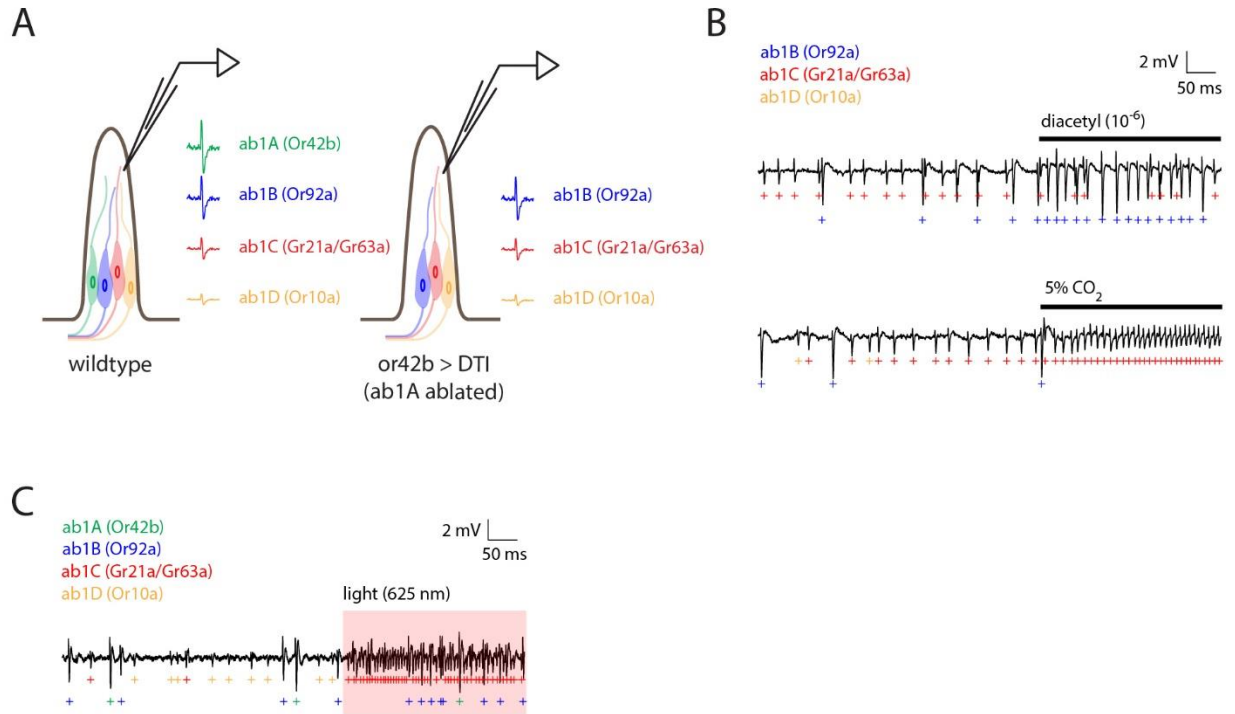 A
ab1A (Or42b)
ab1B (Or92a)
ab1C (Gr21a/Gr63a)
ab1D (Or10a)
wildtype
ab1B (Or92a)
ab1C (Gr21a/Gr63a)
ab1D (Or10a)
or42b > DTI
(ab1A ablated)
B
ab1B (Or92a)
ab1C (Gr21a/Gr63a)
ab1D (Or10a)
2 mV
50 ms
diacetyl (10⁻⁶)
5% CO₂
C
ab1A (Or42b)
ab1B (Or92a)
ab1C (Gr21a/Gr63a)
ab1D (Or10a)
2 mV
50 ms
light (625 nm)